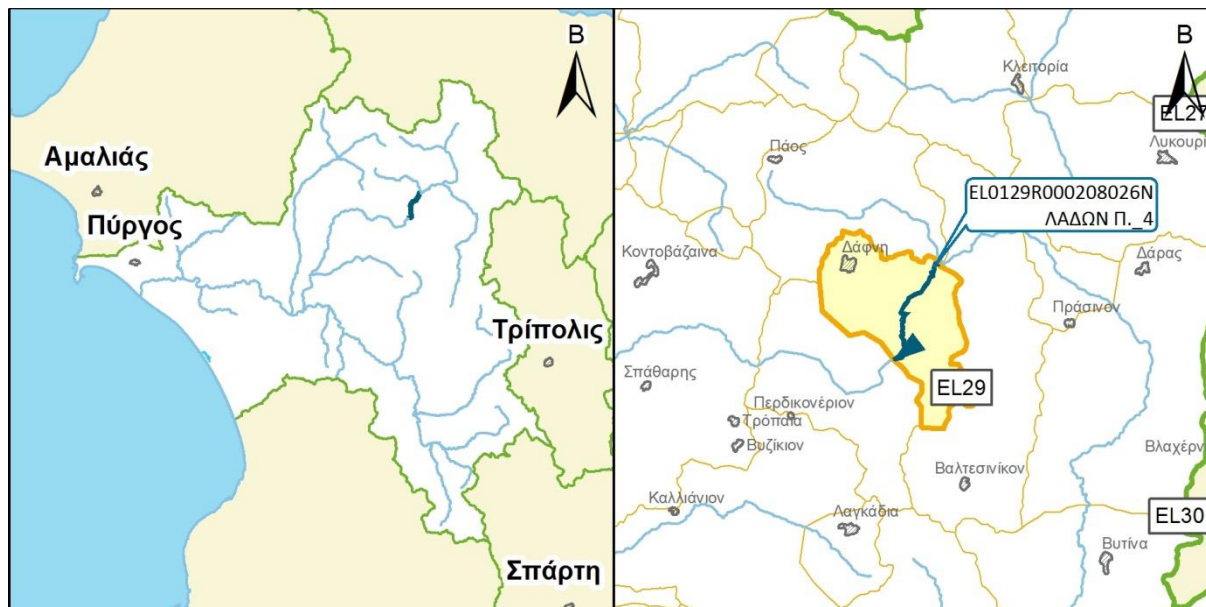 Β
Αμαλιάς
Πύργος
Τρίπολις
Σπάρτη
Β
Κλειτορία
EL27
Λυκουρί
Πάος
EL0129R000208026N
ΛΑΔΩΝ Π._4
Δάφνη
Κοντοβάζαινα
Δάρας
Πράσινον
Σπάθαρης
EL29
Περδικονέριον
Τρόπαια
Βυζίκιον
Βλαχέρν
Βαλτεσινίκον
Καλλιάνιον
Λαγκάδια
EL30
Βυτίνα